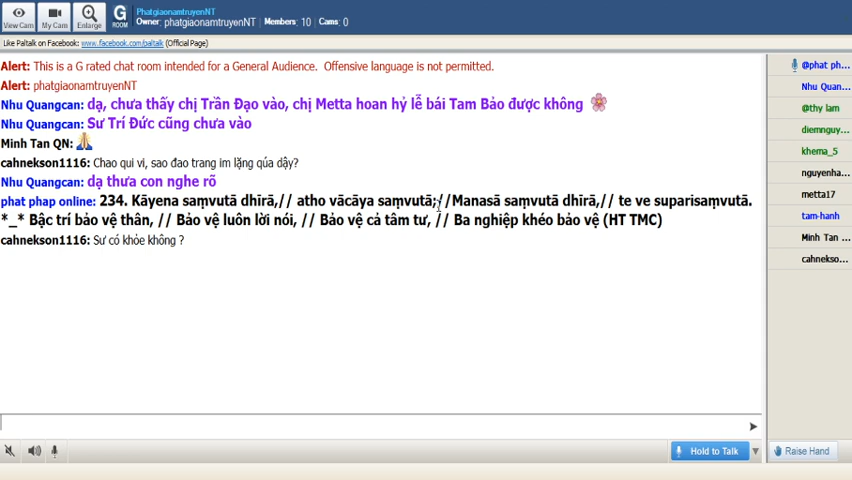 PhatgiaonamtruyenNT
Owner: phatgiaonamtruyenNT Members: 10 Cams: 0
View Cam My Cam Enlarge G ROOM
Like Paltalk on Facebook: www.facebook.com/paltalk (Official Page)
Alert: This is a G rated chat room intended for a General Audience. Offensive language is not permitted.
Alert: phatgiaonamtruyenNT
Nhu Quangcan: dạ, chưa thấy chị Trần Đạo vào, chị Metta hoan hỷ lễ bái Tam Bảo được không
Nhu Quangcan: Sư Trí Đức cũng chưa vào
Minh Tan QN:
cahnekson1116: Chao qui vi, sao đao trang im lặng qúa dậy?
Nhu Quangcan: dạ thưa con nghe rõ
phat phap online: 234. Kāyena saṃvutā dhīrā,// atho vācāya saṃvutā;//Manasā saṃvutā dhīrā,// te ve suparisaṃvutā.
*_* Bậc trí bảo vệ thân, // Bảo vệ luôn lời nói, // Bảo vệ cả tâm tư, // Ba nghiệp khéo bảo vệ (HT TMC)
cahnekson1116: Sư có khỏe không ?
@phat ph...
Nhu Quan...
@thy lam
diemnguy...
khema_5
nguyenha...
metta17
tam-hanh
Minh Tan ...
cahnekso...
Hold to Talk
Raise Hand